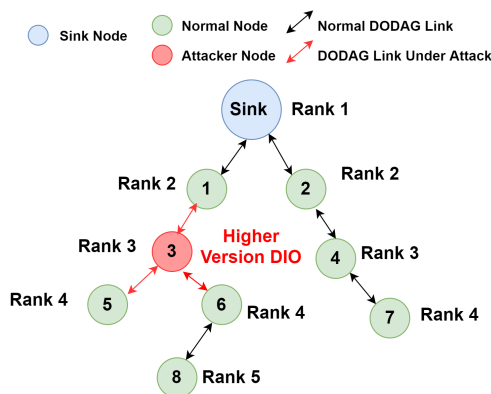 Sink Node
Normal Node
Normal DODAG Link
Attacker Node
DODAG Link Under Attack
Sink
Rank 1
Rank 2
1
2
Rank 2
Rank 3
3
Higher
Version DIO
4
Rank 3
Rank 4
5
6
Rank 4
7
Rank 4
8
Rank 5